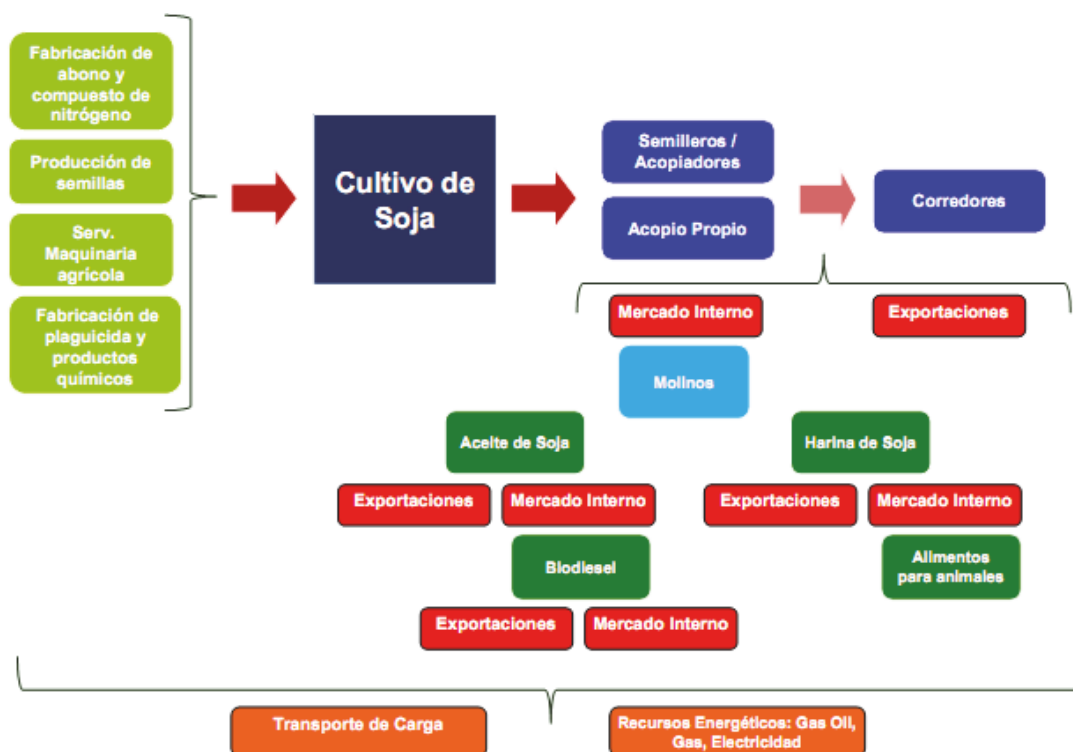 Fabricación de
abono y
compuesto de
nitrógeno
Producción de
semillas
Serv.
Maquinaria
agrícola
Fabricación de
plaguicida y
productos
químicos
Cultivo de
Soja
Semilleros /
Acopiadores
Acopio Propio
Corredores
Mercado Interno
Exportaciones
Molinos
Aceite de Soja
Harina de Soja
Exportaciones
Mercado Interno
Exportaciones
Mercado Interno
Biodiesel
Alimentos
para animales
Exportaciones
Mercado Interno
Transporte de Carga
Recursos Energéticos: Gas Oil,
Gas, Electricidad